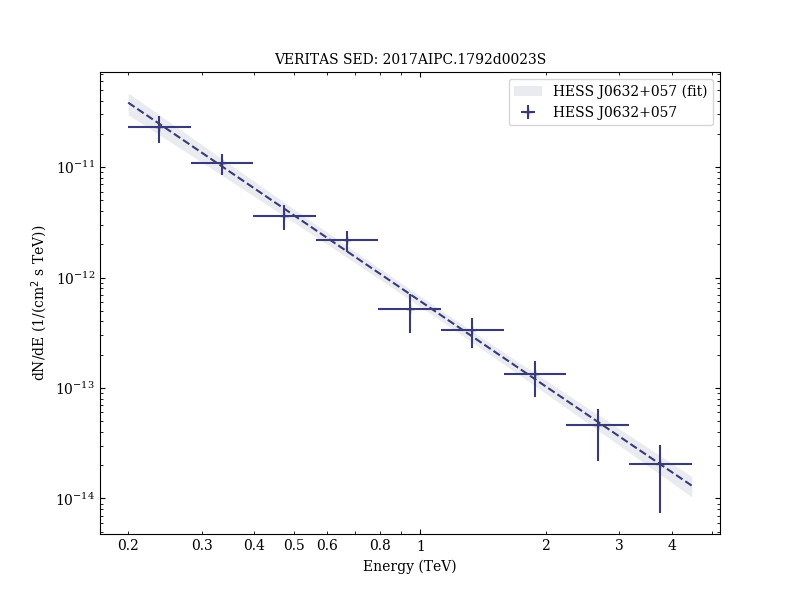 VERITAS SED: 2017AIPC.1792d0023S
HESS J0632+057 (fit)
HESS J0632+057
dN/dE (1/(cm² s TeV))
10⁻¹¹
10⁻¹²
10⁻¹³
10⁻¹⁴
0.2 0.3 0.4 0.5 0.6 0.8 1 2 3 4
Energy (TeV)